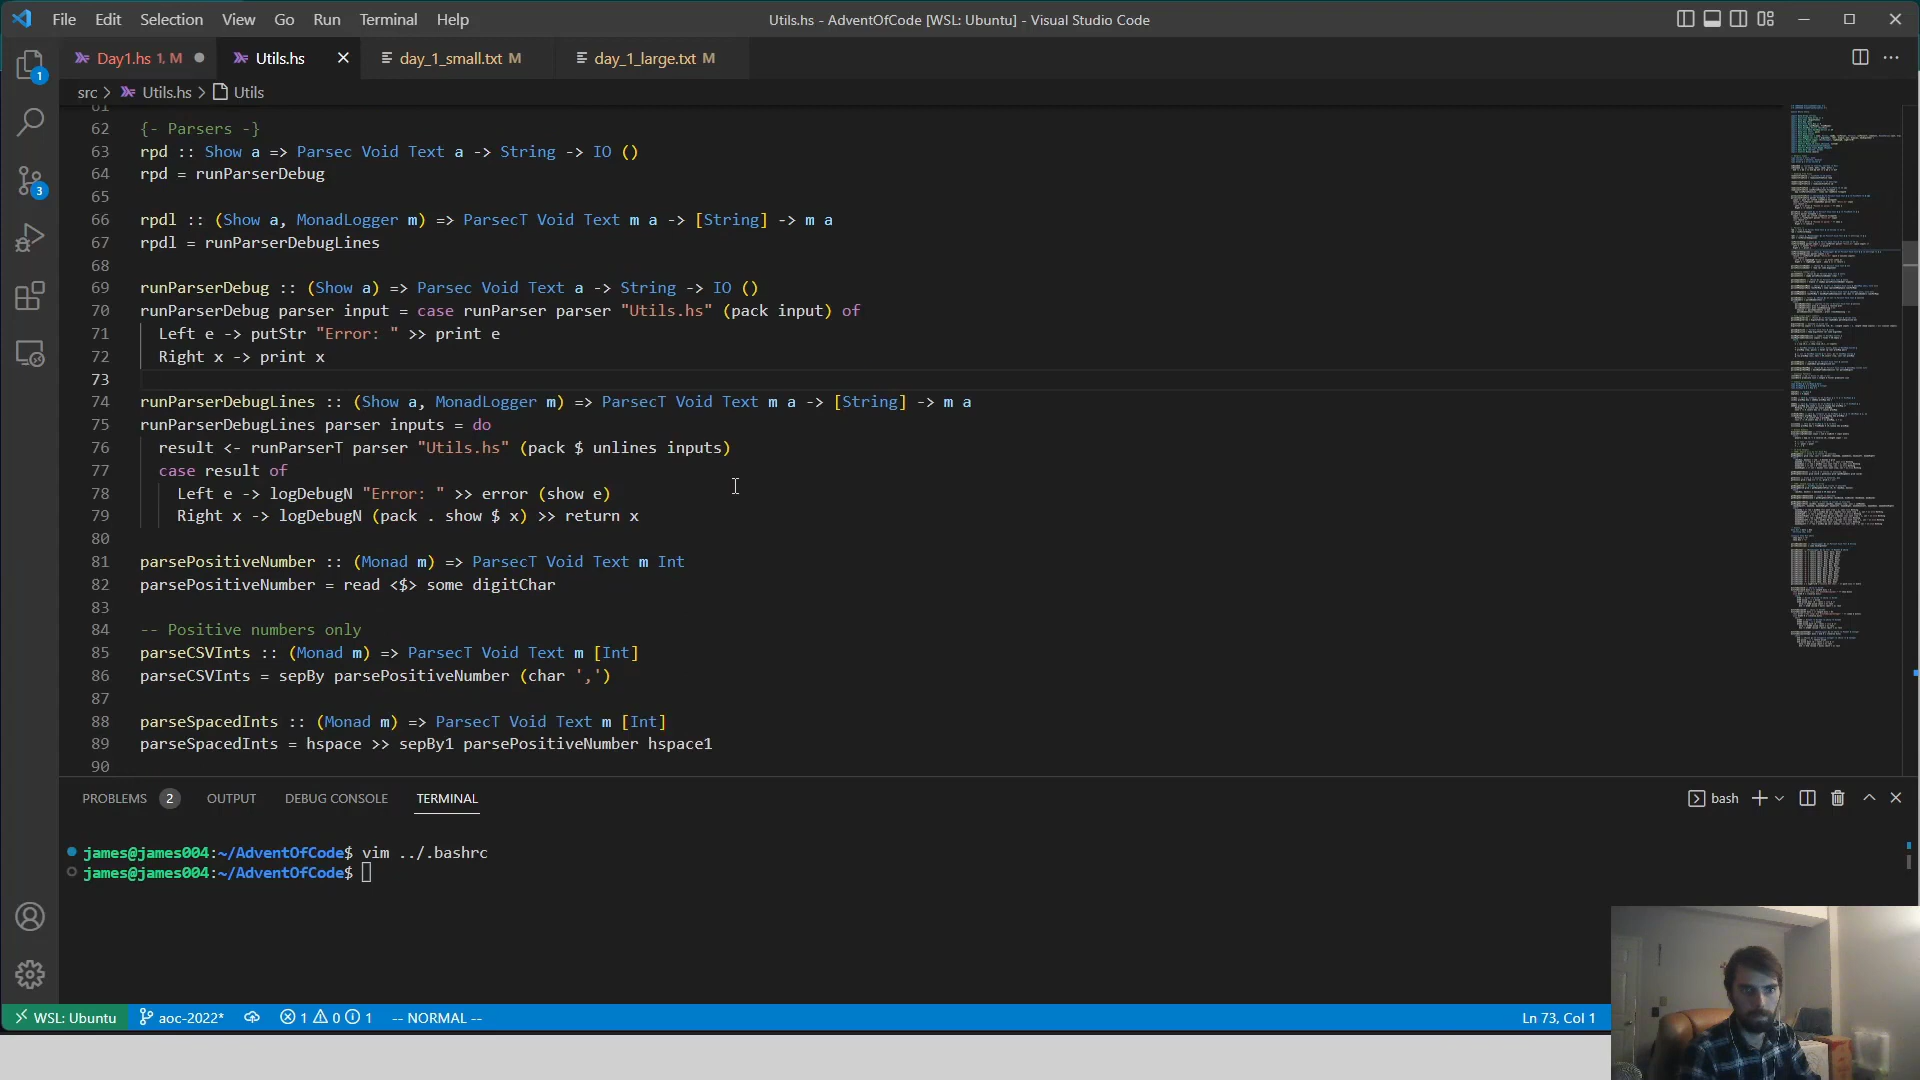 File Edit Selection View Go Run Terminal Help
Utils.hs - AdventOfCode [WSL: Ubuntu] - Visual Studio Code
Day1.hs 1, M
Utils.hs
day_1_small.txt M
day_1_large.txt M
src > Utils.hs > Utils
61
62 {- Parsers -}
63 rpd :: Show a => Parsec Void Text a -> String -> IO ()
64 rpd = runParserDebug
65
66 rpdl :: (Show a, MonadLogger m) => ParsecT Void Text m a -> [String] -> m a
67 rpdl = runParserDebugLines
68
69 runParserDebug :: (Show a) => Parsec Void Text a -> String -> IO ()
70 runParserDebug parser input = case runParser parser "Utils.hs" (pack input) of
71 Left e -> putStr "Error: " >> print e
72 Right x -> print x
73
74 runParserDebugLines :: (Show a, MonadLogger m) => ParsecT Void Text m a -> [String] -> m a
75 runParserDebugLines parser inputs = do
76 result <- runParserT parser "Utils.hs" (pack $ unlines inputs)
77 case result of
78 Left e -> logDebugN "Error: " >> error (show e)
79 Right x -> logDebugN (pack . show $ x) >> return x
80
81 parsePositiveNumber :: (Monad m) => ParsecT Void Text m Int
82 parsePositiveNumber = read <$> some digitChar
83
84 -- Positive numbers only
85 parseCSVInts :: (Monad m) => ParsecT Void Text m [Int]
86 parseCSVInts = sepBy parsePositiveNumber (char ',')
87
88 parseSpacedInts :: (Monad m) => ParsecT Void Text m [Int]
89 parseSpacedInts = hspace >> sepBy1 parsePositiveNumber hspace1
90
1
3
PROBLEMS 2 OUTPUT DEBUG CONSOLE TERMINAL
bash
james@james004:~/AdventOfCode$ vim ../.bashrc
james@james004:~/AdventOfCode$
WSL: Ubuntu aoc-2022* 1 0 1 -- NORMAL -- Ln 73, Col 1